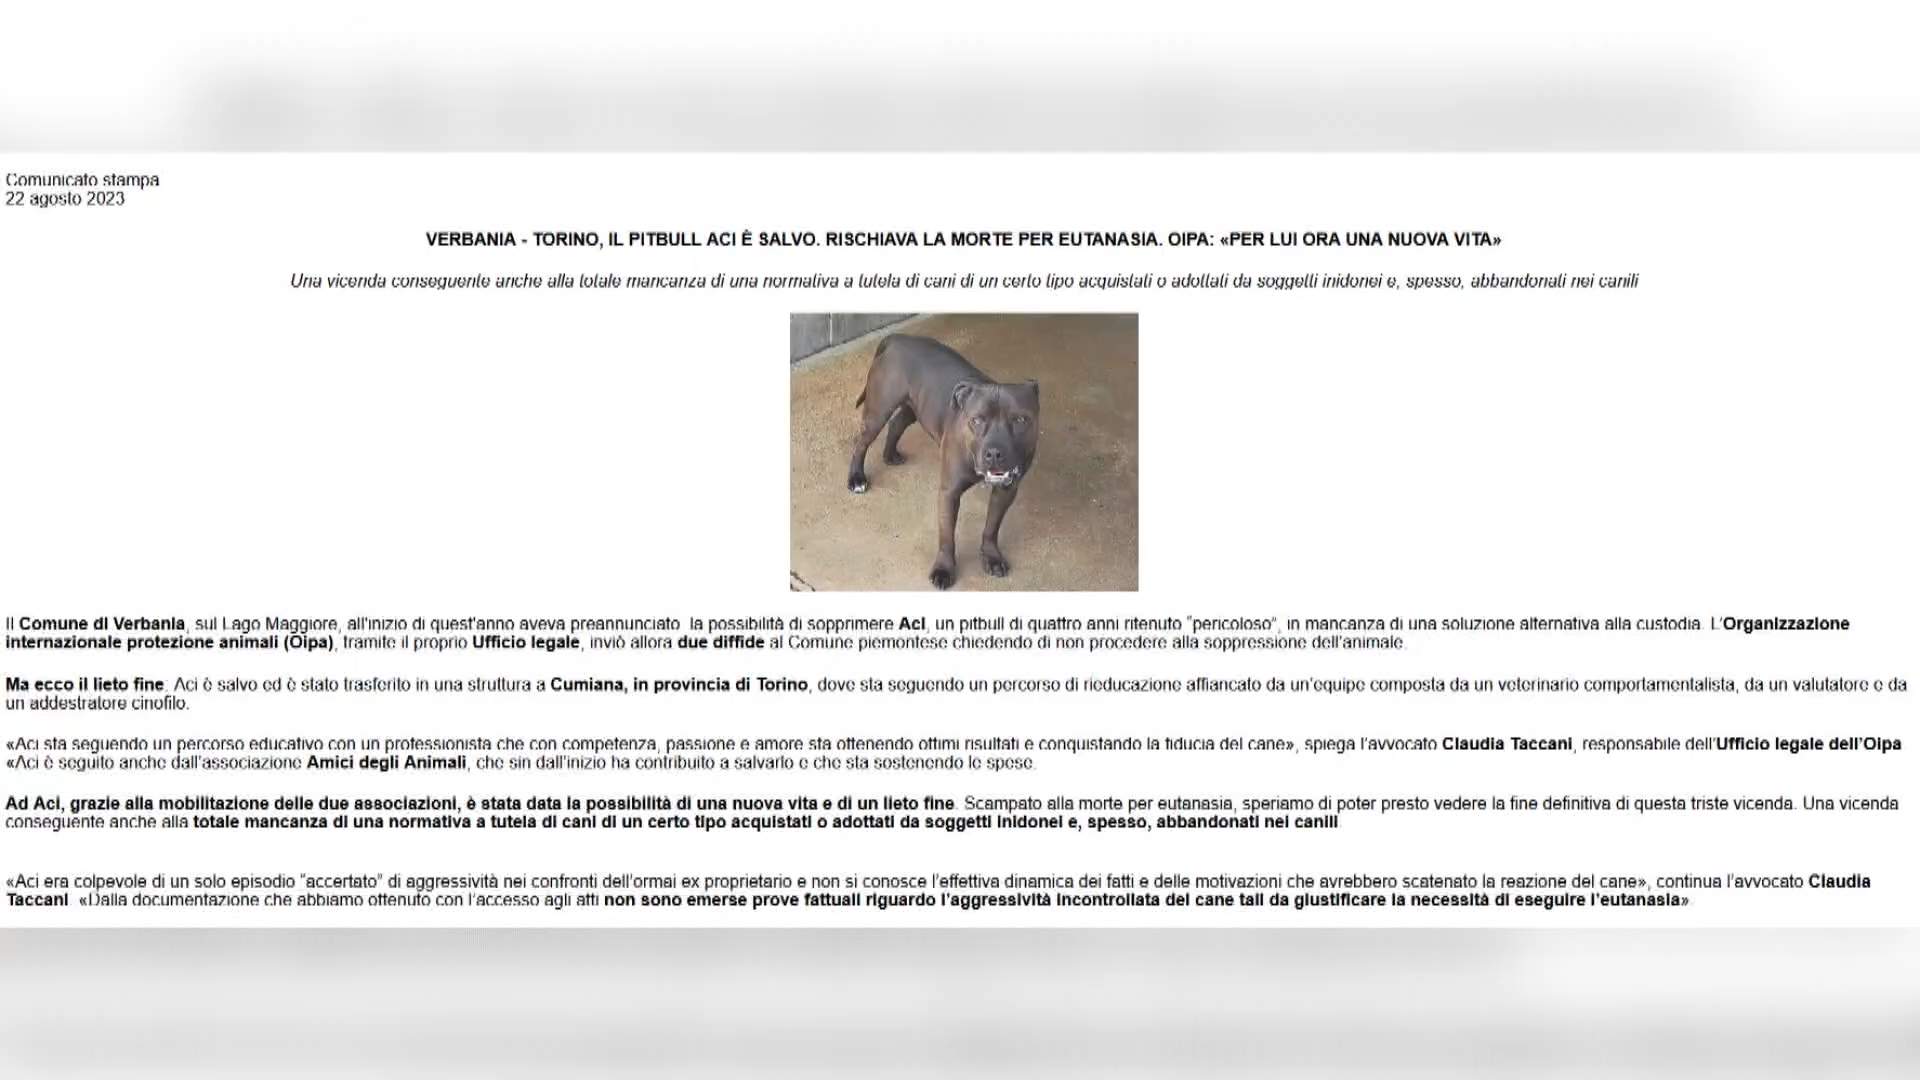 Comunicato stampa
22 agosto 2023
VERBANIA - TORINO, IL PITBULL ACI È SALVO. RISCHIAVA LA MORTE PER EUTANASIA. OIPA: «PER LUI ORA UNA NUOVA VITA»
Una vicenda conseguente anche alla totale mancanza di una normativa a tutela di cani di un certo tipo acquistati o adottati da soggetti inidonei e, spesso, abbandonati nei canili
Il Comune di Verbania, sul Lago Maggiore, all'inizio di quest'anno aveva preannunciato la possibilità di sopprimere Aci, un pitbull di quattro anni ritenuto "pericoloso", in mancanza di una soluzione alternativa alla custodia. L'Organizzazione
internazionale protezione animali (Oipa), tramite il proprio Ufficio legale, inviò allora due diffide al Comune piemontese chiedendo di non procedere alla soppressione dell'animale.
Ma ecco il lieto fine. Aci è salvo ed è stato trasferito in una struttura a Cumiana, in provincia di Torino, dove sta seguendo un percorso di rieducazione affiancato da un'equipe composta da un veterinario comportamentalista, da un valutatore e da
un addestratore cinofilo.
«Aci sta seguendo un percorso educativo con un professionista che con competenza, passione e amore sta ottenendo ottimi risultati e conquistando la fiducia del cane», spiega l'avvocato Claudia Taccani, responsabile dell'Ufficio legale dell'Oipa.
«Aci è seguito anche dall'associazione Amici degli Animali, che sin dall'inizio ha contribuito a salvarlo e che sta sostenendo le spese.
Ad Aci, grazie alla mobilitazione delle due associazioni, è stata data la possibilità di una nuova vita e di un lieto fine. Scampato alla morte per eutanasia, speriamo di poter presto vedere la fine definitiva di questa triste vicenda. Una vicenda
conseguente anche alla totale mancanza di una normativa a tutela di cani di un certo tipo acquistati o adottati da soggetti inidonei e, spesso, abbandonati nei canili.
«Aci era colpevole di un solo episodio "accertato" di aggressività nei confronti dell'ormai ex proprietario e non si conosce l'effettiva dinamica dei fatti e delle motivazioni che avrebbero scatenato la reazione del cane», continua l'avvocato Claudia
Taccani. «Dalla documentazione che abbiamo ottenuto con l'accesso agli atti non sono emerse prove fattuali riguardo l'aggressività incontrollata del cane tali da giustificare la necessità di eseguire l'eutanasia»